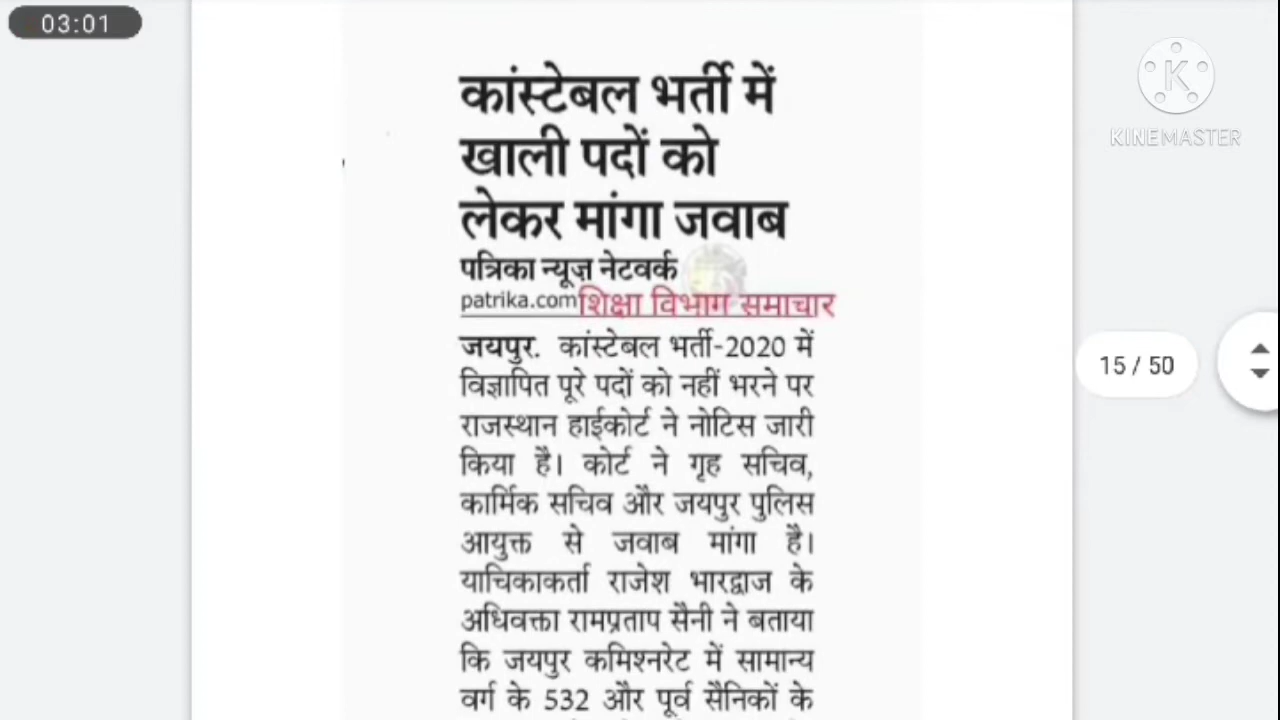 03:01
KINEMASTER
कांस्टेबल भर्ती में
खाली पदों को
लेकर मांगा जवाब
पत्रिका न्यूज़ नेटवर्क
patrika.com शिक्षा विभाग समाचार
जयपुर. कांस्टेबल भर्ती-2020 में
विज्ञापित पूरे पदों को नहीं भरने पर
राजस्थान हाईकोर्ट ने नोटिस जारी
किया है। कोर्ट ने गृह सचिव,
कार्मिक सचिव और जयपुर पुलिस
आयुक्त से जवाब मांगा है।
याचिकाकर्ता राजेश भारद्वाज के
अधिवक्ता रामप्रताप सैनी ने बताया
कि जयपुर कमिश्नरेट में सामान्य
वर्ग के 532 और पूर्व सैनिकों के
15 / 50